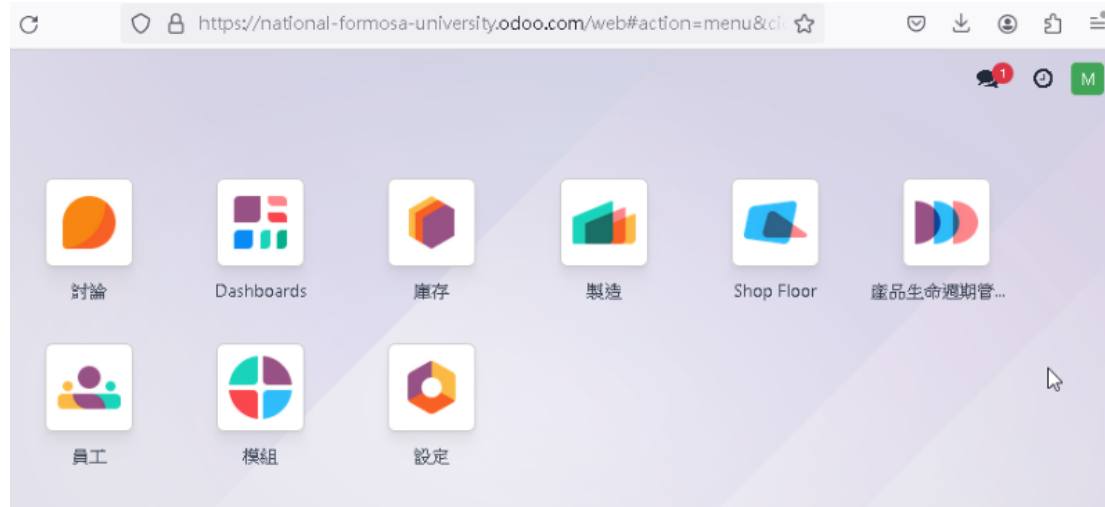 https://national-formosa-university.odoo.com/web#action=menu&ci
1
M
討論
Dashboards
庫存
製造
Shop Floor
產品生命週期管...
員工
模組
設定